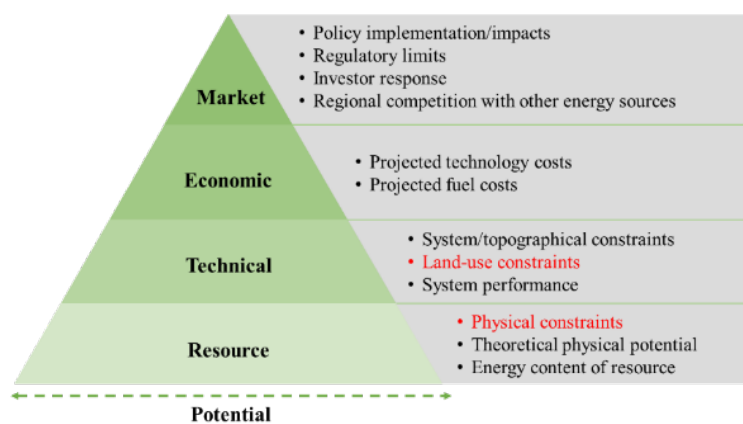 Market
• Policy implementation/impacts
• Regulatory limits
• Investor response
• Regional competition with other energy sources
Economic
• Projected technology costs
• Projected fuel costs
Technical
• System/topographical constraints
• Land-use constraints
• System performance
Resource
• Physical constraints
• Theoretical physical potential
• Energy content of resource
Potential